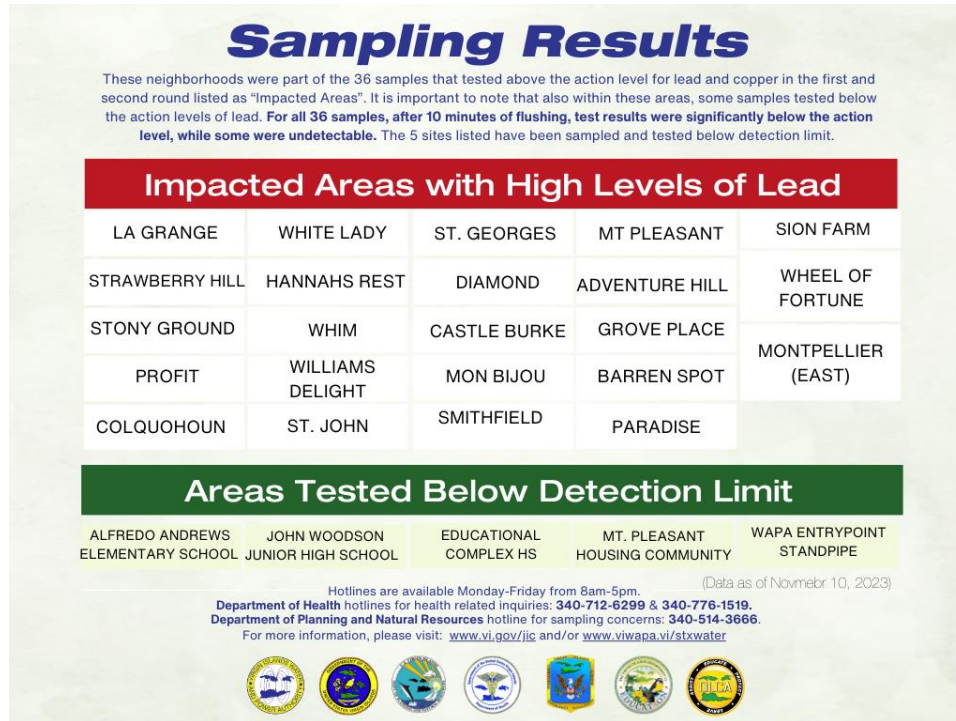 Sampling Results
These neighborhoods were part of the 36 samples that tested above the action level for lead and copper in the first and
second round listed as “Impacted Areas”. It is important to note that also within these areas, some samples tested below
the action levels of lead. For all 36 samples, after 10 minutes of flushing, test results were significantly below the action
level, while some were undetectable. The 5 sites listed have been sampled and tested below detection limit.
Impacted Areas with High Levels of Lead
LA GRANGE WHITE LADY ST. GEORGES MT PLEASANT SION FARM
STRAWBERRY HILL HANNAHS REST DIAMOND ADVENTURE HILL WHEEL OF
FORTUNE
STONY GROUND WHIM CASTLE BURKE GROVE PLACE MONTPELLIER
(EAST)
PROFIT WILLIAMS
DELIGHT MON BIJOU BARREN SPOT
COLQUOHOUN ST. JOHN SMITHFIELD PARADISE
Areas Tested Below Detection Limit
ALFREDO ANDREWS JOHN WOODSON EDUCATIONAL MT. PLEASANT WAPA ENTRYPOINT
ELEMENTARY SCHOOL JUNIOR HIGH SCHOOL COMPLEX HS HOUSING COMMUNITY STANDPIPE
(Data as of Novmebr 10, 2023)
Hotlines are available Monday-Friday from 8am-5pm.
Department of Health hotlines for health related inquiries: 340-712-6299 & 340-776-1519.
Department of Planning and Natural Resources hotline for sampling concerns: 340-514-3666.
For more information, please visit: www.vi.gov/jic and/or www.viwapa.vi/stxwater
DLCA